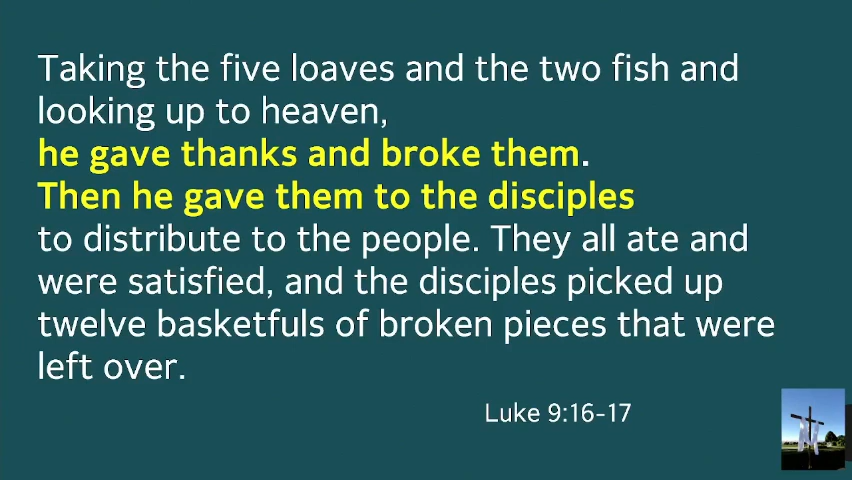 Taking the five loaves and the two fish and
looking up to heaven,
he gave thanks and broke them.
Then he gave them to the disciples
to distribute to the people. They all ate and
were satisfied, and the disciples picked up
twelve basketfuls of broken pieces that were
left over.
Luke 9:16-17